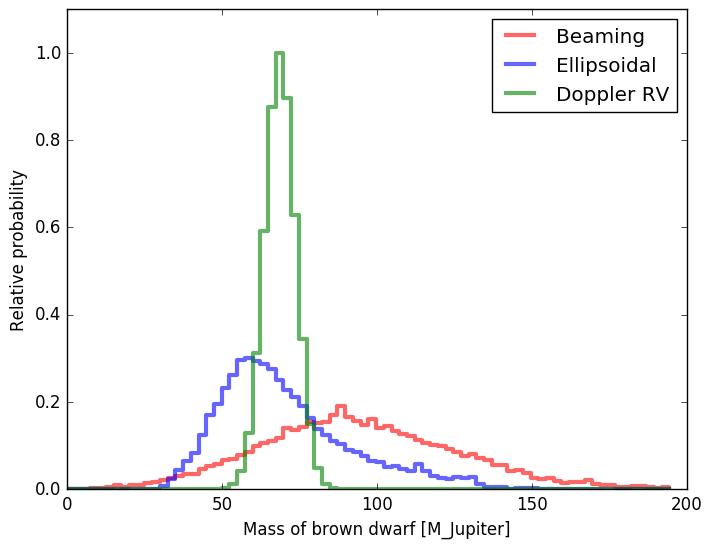 Beaming
Ellipsoidal
Doppler RV
1.0
0.8
0.6
0.4
0.2
0.0
Relative probability
0 50 100 150 200
Mass of brown dwarf [M_Jupiter]